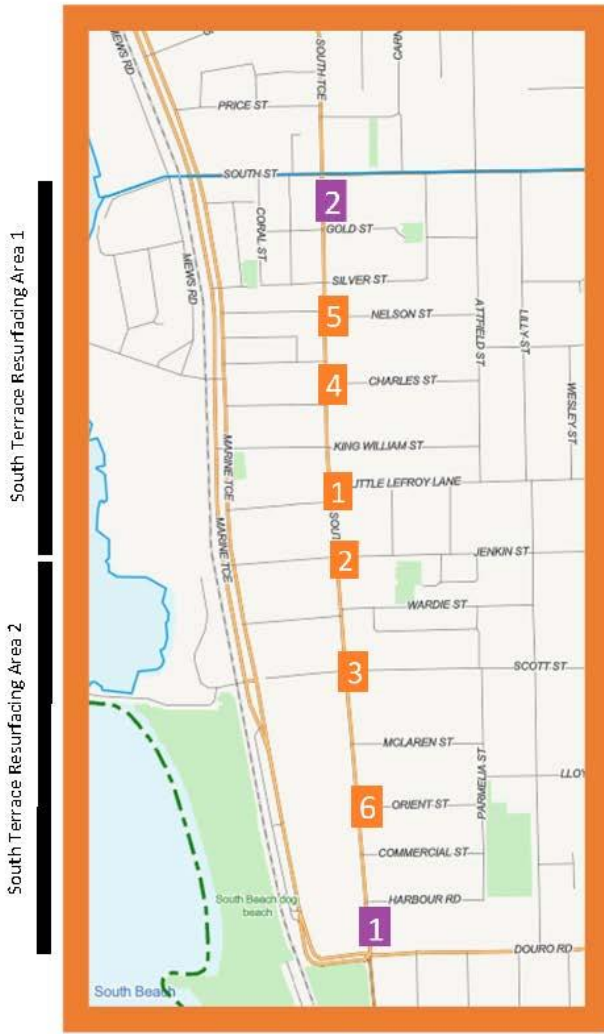 South Terrace Resurfacing Area 1
South Terrace Resurfacing Area 2
MEWS RD
SOUTH TCE
CARN
PRICE ST
SOUTH ST
2
GOLD ST
CORAL ST
MEWS RD
SILVER ST
5
NELSON ST
ATTFIELD ST
LILLY ST
4
CHARLES ST
WESLEY ST
KING WILLIAM ST
MARINE TCE
1
ITTLE LEFROY LANE
SOUT
MARINE TCE
2
JENKIN ST
WARDIE ST
3
SCOTT ST
MCLAREN ST
PARMELIA ST
LLOY
6
ORIENT ST
COMMERCIAL ST
South Beach dog
beach
HARBOUR RD
1
DOURO RD
South Beach